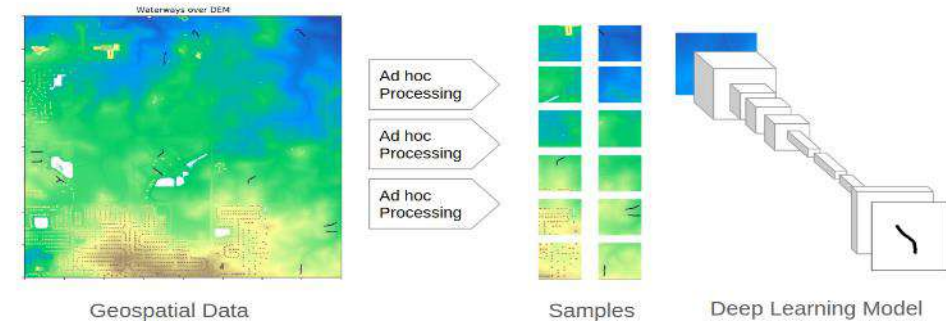 Waterways over DEM
Ad hoc
Processing
Ad hoc
Processing
Ad hoc
Processing
Geospatial Data
Samples
Deep Learning Model